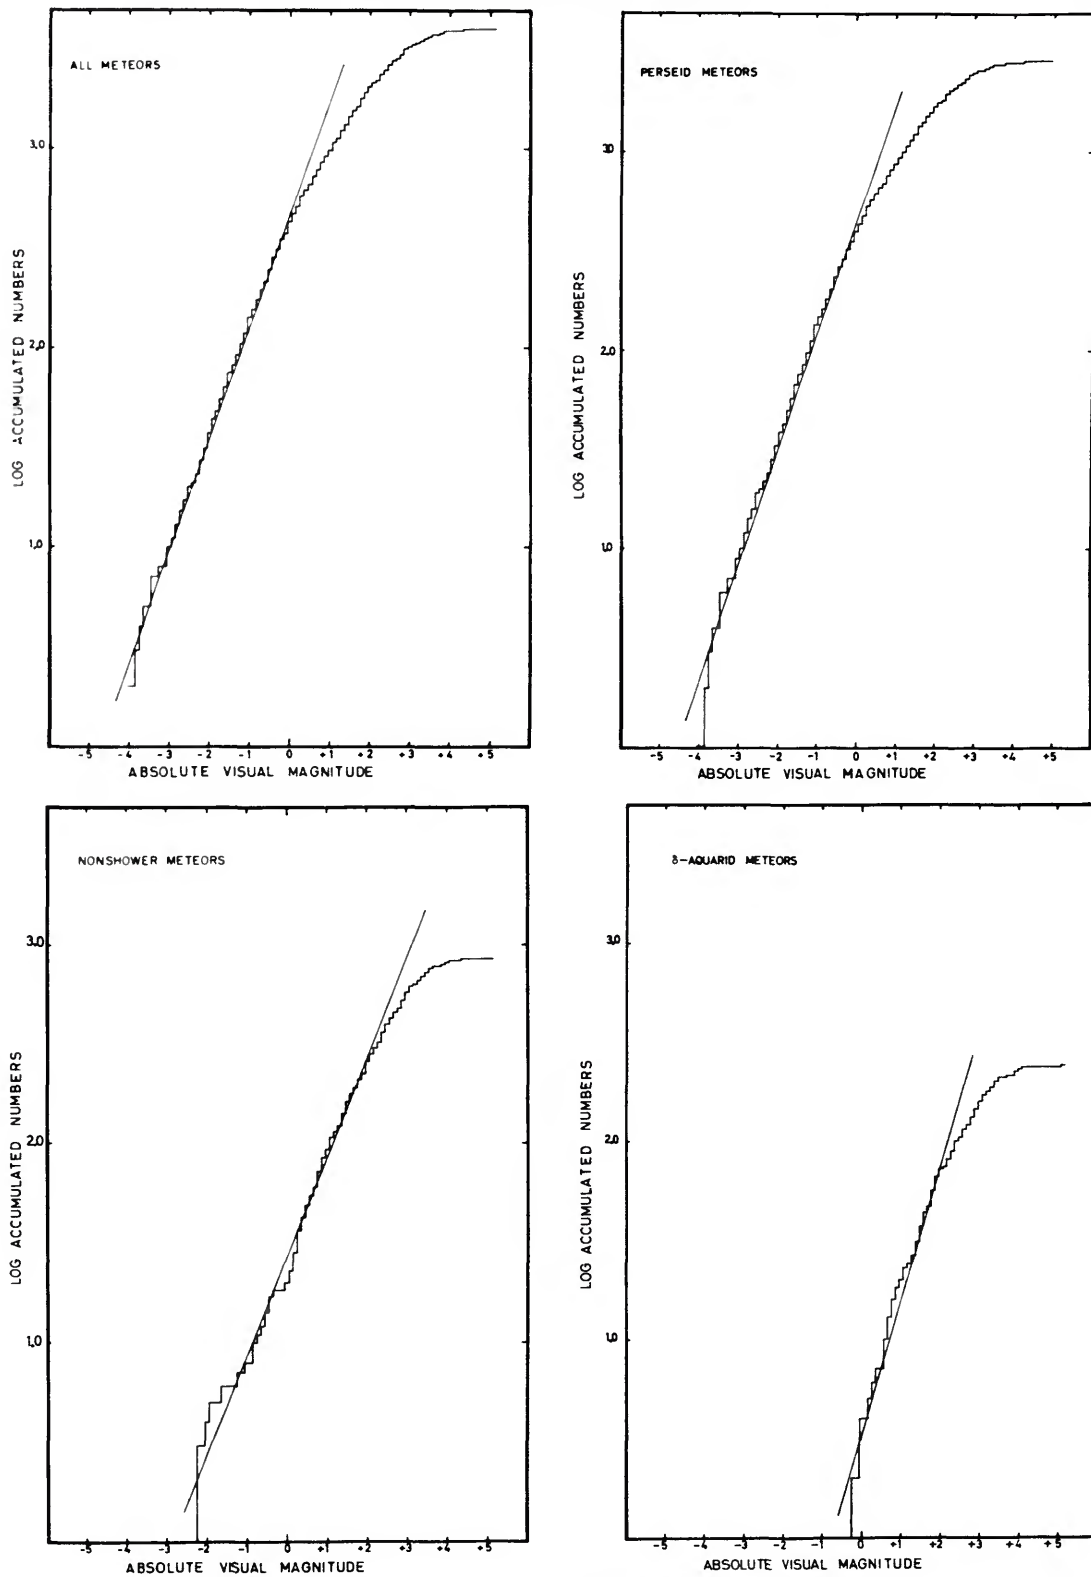 ALL METEORS
LOG ACCUMULATED NUMBERS
3.0
2.0
1.0
-5 -4 -3 -2 -1 0 +1 +2 +3 +4 +5
ABSOLUTE VISUAL MAGNITUDE
PERSEID METEORS
LOG ACCUMULATED NUMBERS
3.0
2.0
1.0
-5 -4 -3 -2 -1 0 +1 +2 +3 +4 +5
ABSOLUTE VISUAL MAGNITUDE
NONSHOWER METEORS
LOG ACCUMULATED NUMBERS
3.0
2.0
1.0
-5 -4 -3 -2 -1 0 +1 +2 +3 +4 +5
ABSOLUTE VISUAL MAGNITUDE
δ-AQUARID METEORS
LOG ACCUMULATED NUMBERS
3.0
2.0
1.0
-5 -4 -3 -2 -1 0 +1 +2 +3 +4 +5
ABSOLUTE VISUAL MAGNITUDE